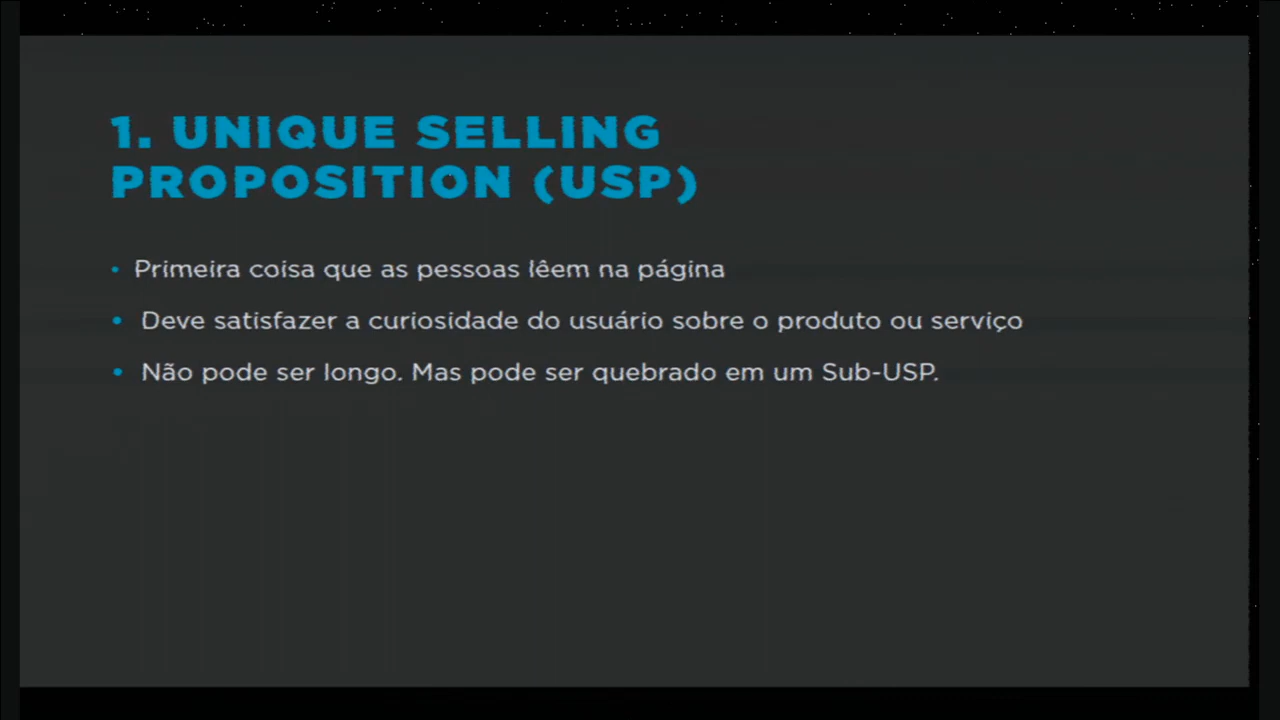 1. UNIQUE SELLING
PROPOSITION (USP)
• Primeira coisa que as pessoas lêem na página
• Deve satisfazer a curiosidade do usuário sobre o produto ou serviço
• Não pode ser longo. Mas pode ser quebrado em um Sub-USP.